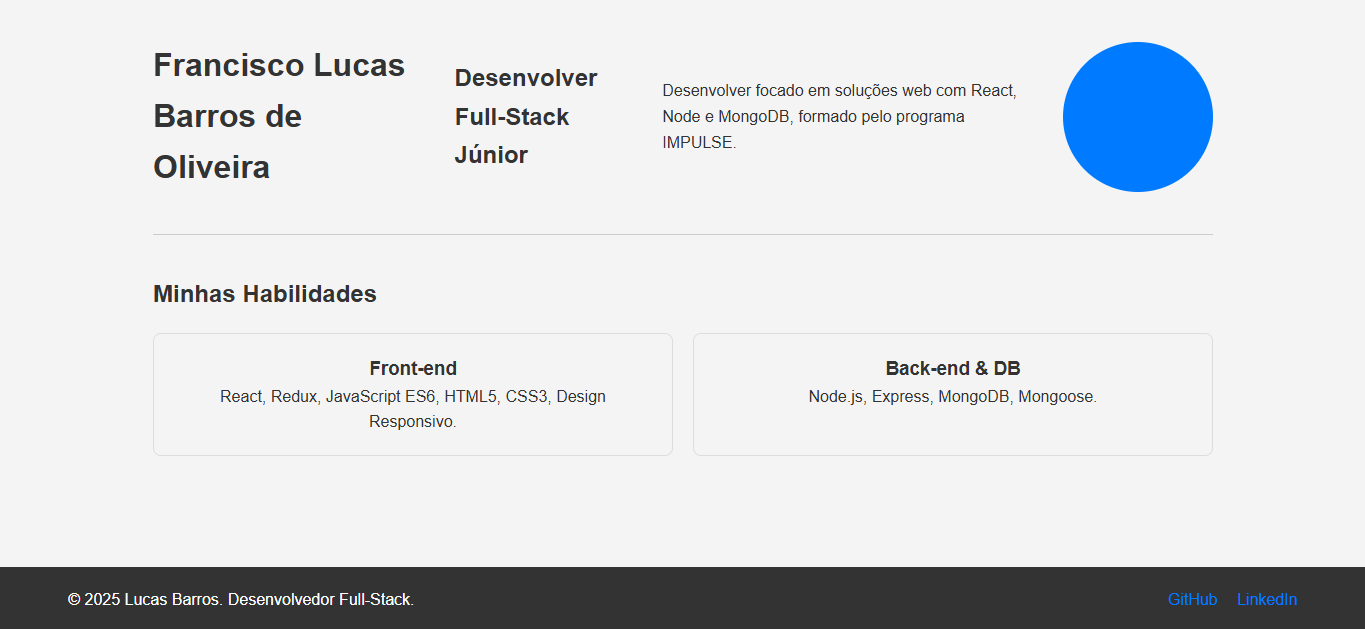 Francisco Lucas
Barros de
Oliveira
Desenvolver
Full-Stack
Júnior
Desenvolver focado em soluções web com React,
Node e MongoDB, formado pelo programa
IMPULSE.
Minhas Habilidades
Front-end
React, Redux, JavaScript ES6, HTML5, CSS3, Design
Responsivo.
Back-end & DB
Node.js, Express, MongoDB, Mongoose.
© 2025 Lucas Barros. Desenvolvedor Full-Stack.
GitHub LinkedIn